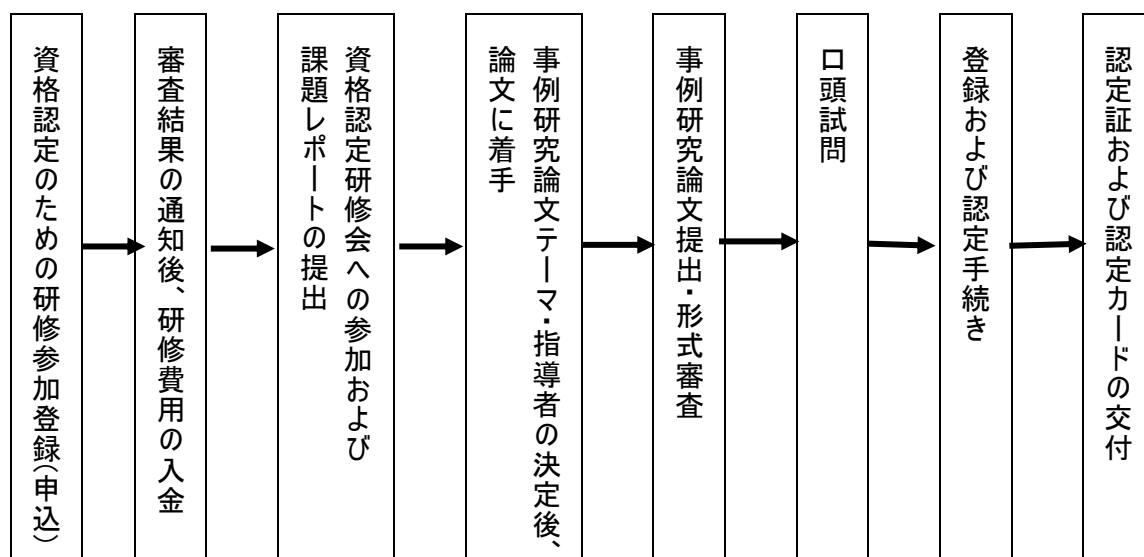 資格認定のための研修参加登録(申込)
審査結果の通知後、研修費用の入金
資格認定研修会への参加および
課題レポートの提出
事例研究論文テーマ・指導者の決定後、
論文に着手
事例研究論文提出・形式審査
口頭試問
登録および認定手続き
認定証および認定カードの交付